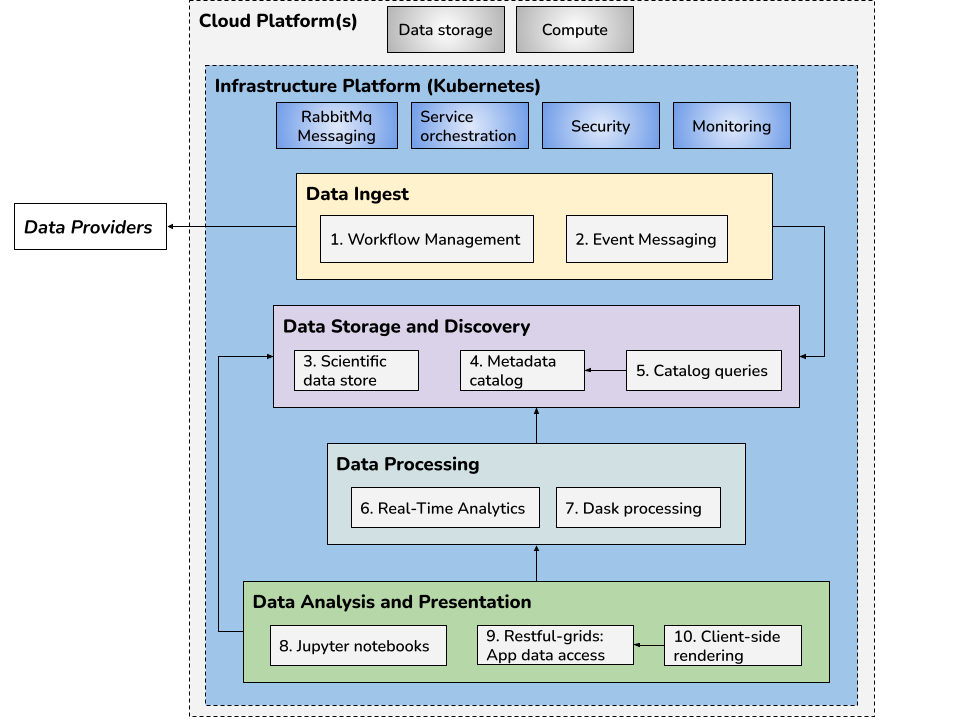 Cloud Platform(s)
Data storage
Compute
Infrastructure Platform (Kubernetes)
RabbitMq
Messaging
Service
orchestration
Security
Monitoring
Data Ingest
Data Providers
1. Workflow Management
2. Event Messaging
Data Storage and Discovery
3. Scientific
data store
4. Metadata
catalog
5. Catalog queries
Data Processing
6. Real-Time Analytics
7. Dask processing
Data Analysis and Presentation
8. Jupyter notebooks
9. Restful-grids:
App data access
10. Client-side
rendering